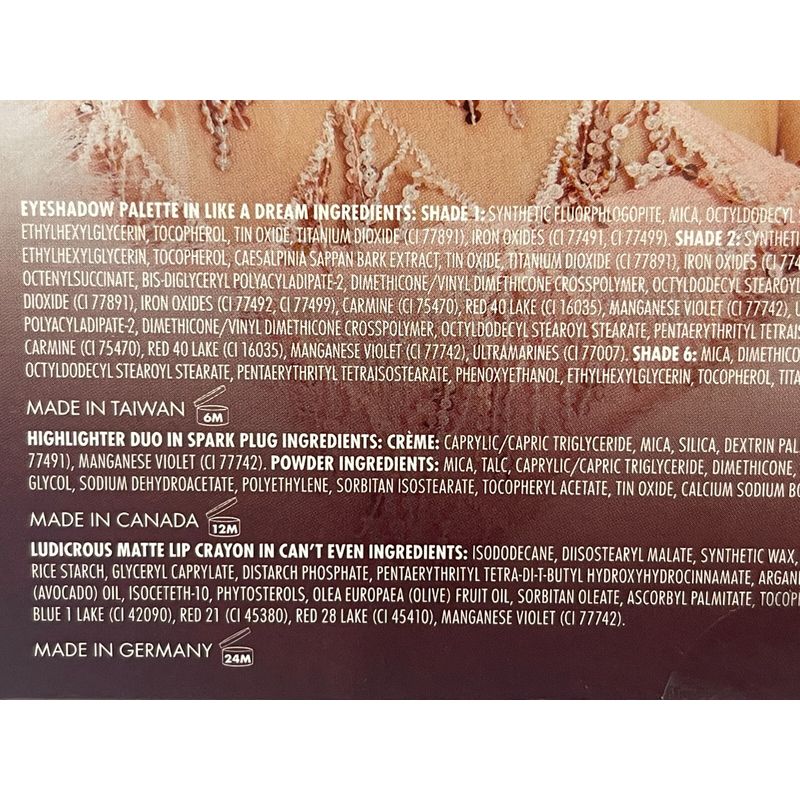 EYESHADOW PALETTE IN LIKE A DREAM INGREDIENTS: SHADE 1: SYNTHETIC FLUORPHLOGOPITE, MICA, OCTYLDODECYL
ETHYLHEXYLGLYCERIN, TOCOPHEROL, TIN OXIDE, TITANIUM DIOXIDE (CI 77891), IRON OXIDES (CI 77491, CI 77499). SHADE 2: SYNTHETI
ETHYLHEXYLGLYCERIN, TOCOPHEROL, CAESALPINIA SAPPAN BARK EXTRACT, TIN OXIDE, TITANIUM DIOXIDE (CI 77891), IRON OXIDES (CI 774
OCTENYLSUCCINATE, BIS-DIGLYCERYL POLYACYLADIPATE-2, DIMETHICONE/VINYL DIMETHICONE CROSSPOLYMER, OCTYLDODECYL STEAROYL
DIOXIDE (CI 77891), IRON OXIDES (CI 77492, CI 77499), CARMINE (CI 75470), RED 40 LAKE (CI 16035), MANGANESE VIOLET (CI 77742), U
POLYACYLADIPATE-2, DIMETHICONE/VINYL DIMETHICONE CROSSPOLYMER, OCTYLDODECYL STEAROYL STEARATE, PENTAERYTHRITYL TETRAIS
CARMINE (CI 75470), RED 40 LAKE (CI 16035), MANGANESE VIOLET (CI 77742), ULTRAMARINES (CI 77007). SHADE 6: MICA, DIMETHICO
OCTYLDODECYL STEAROYL STEARATE, PENTAERYTHRITYL TETRAISOSTEARATE, PHENOXYETHANOL, ETHYLHEXYLGLYCERIN, TOCOPHEROL, TITA
MADE IN TAIWAN 6M
HIGHLIGHTER DUO IN SPARK PLUG INGREDIENTS: CRÈME: CAPRYLIC/CAPRIC TRIGLYCERIDE, MICA, SILICA, DEXTRIN PAL
77491), MANGANESE VIOLET (CI 77742). POWDER INGREDIENTS: MICA, TALC, CAPRYLIC/CAPRIC TRIGLYCERIDE, DIMETHICONE,
GLYCOL, SODIUM DEHYDROACETATE, POLYETHYLENE, SORBITAN ISOSTEARATE, TOCOPHERYL ACETATE, TIN OXIDE, CALCIUM SODIUM BO
MADE IN CANADA 12M
LUDICROUS MATTE LIP CRAYON IN CAN'T EVEN INGREDIENTS: ISODODECANE, DIISOSTEARYL MALATE, SYNTHETIC WAX,
RICE STARCH, GLYCERYL CAPRYLATE, DISTARCH PHOSPHATE, PENTAERYTHRITYL TETRA-DI-T-BUTYL HYDROXYHYDROCINNAMATE, ARGAN
(AVOCADO) OIL, ISOCETETH-10, PHYTOSTEROLS, OLEA EUROPAEA (OLIVE) FRUIT OIL, SORBITAN OLEATE, ASCORBYL PALMITATE, TOCOP
BLUE 1 LAKE (CI 42090), RED 21 (CI 45380), RED 28 LAKE (CI 45410), MANGANESE VIOLET (CI 77742).
MADE IN GERMANY 24M